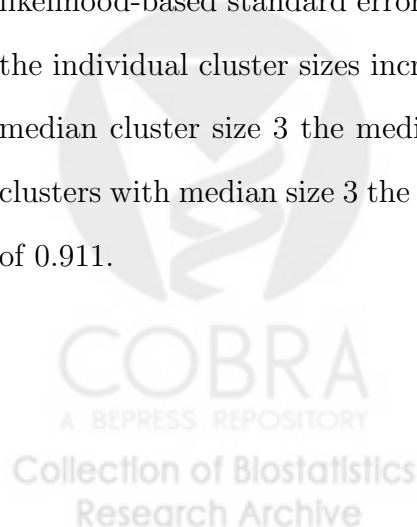 likelihood-based standard error
the individual cluster sizes incr
median cluster size 3 the medi
clusters with median size 3 the
of 0.911.
COBRA
A BEPRESS REPOSITORY
Collection of Biostatistics
Research Archive